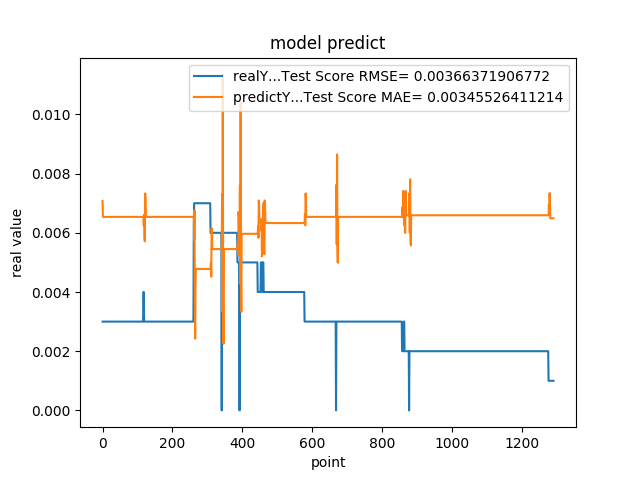 model predict
realY...Test Score RMSE= 0.00366371906772
predictY...Test Score MAE= 0.00345526411214
0.010
0.008
0.006
0.004
0.002
0.000
real value
0 200 400 600 800 1000 1200
point